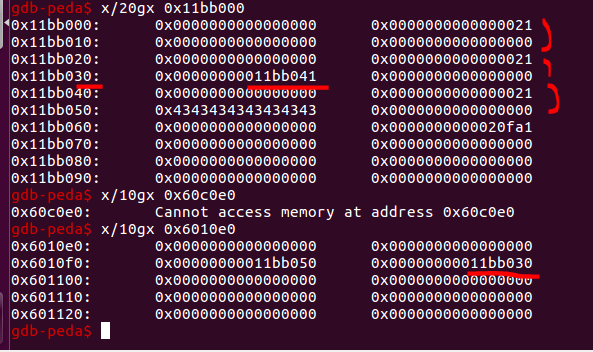 gdb-peda$ x/20gx 0x11bb000
0x11bb000: 0x0000000000000000 0x0000000000000021
0x11bb010: 0x0000000000000000 0x0000000000000000
0x11bb020: 0x0000000000000000 0x0000000000000021
0x11bb030: 0x00000000011bb041 0x0000000000000000
0x11bb040: 0x0000000000000000 0x0000000000000021
0x11bb050: 0x4343434343434343 0x0000000000000000
0x11bb060: 0x0000000000000000 0x0000000000020fa1
0x11bb070: 0x0000000000000000 0x0000000000000000
0x11bb080: 0x0000000000000000 0x0000000000000000
0x11bb090: 0x0000000000000000 0x0000000000000000
gdb-peda$ x/10gx 0x60c0e0
0x60c0e0: Cannot access memory at address 0x60c0e0
gdb-peda$ x/10gx 0x6010e0
0x6010e0: 0x0000000000000000 0x0000000000000000
0x6010f0: 0x00000000011bb050 0x00000000011bb030
0x601100: 0x0000000000000000 0x0000000000000000
0x601110: 0x0000000000000000 0x0000000000000000
0x601120: 0x0000000000000000 0x0000000000000000
gdb-peda$